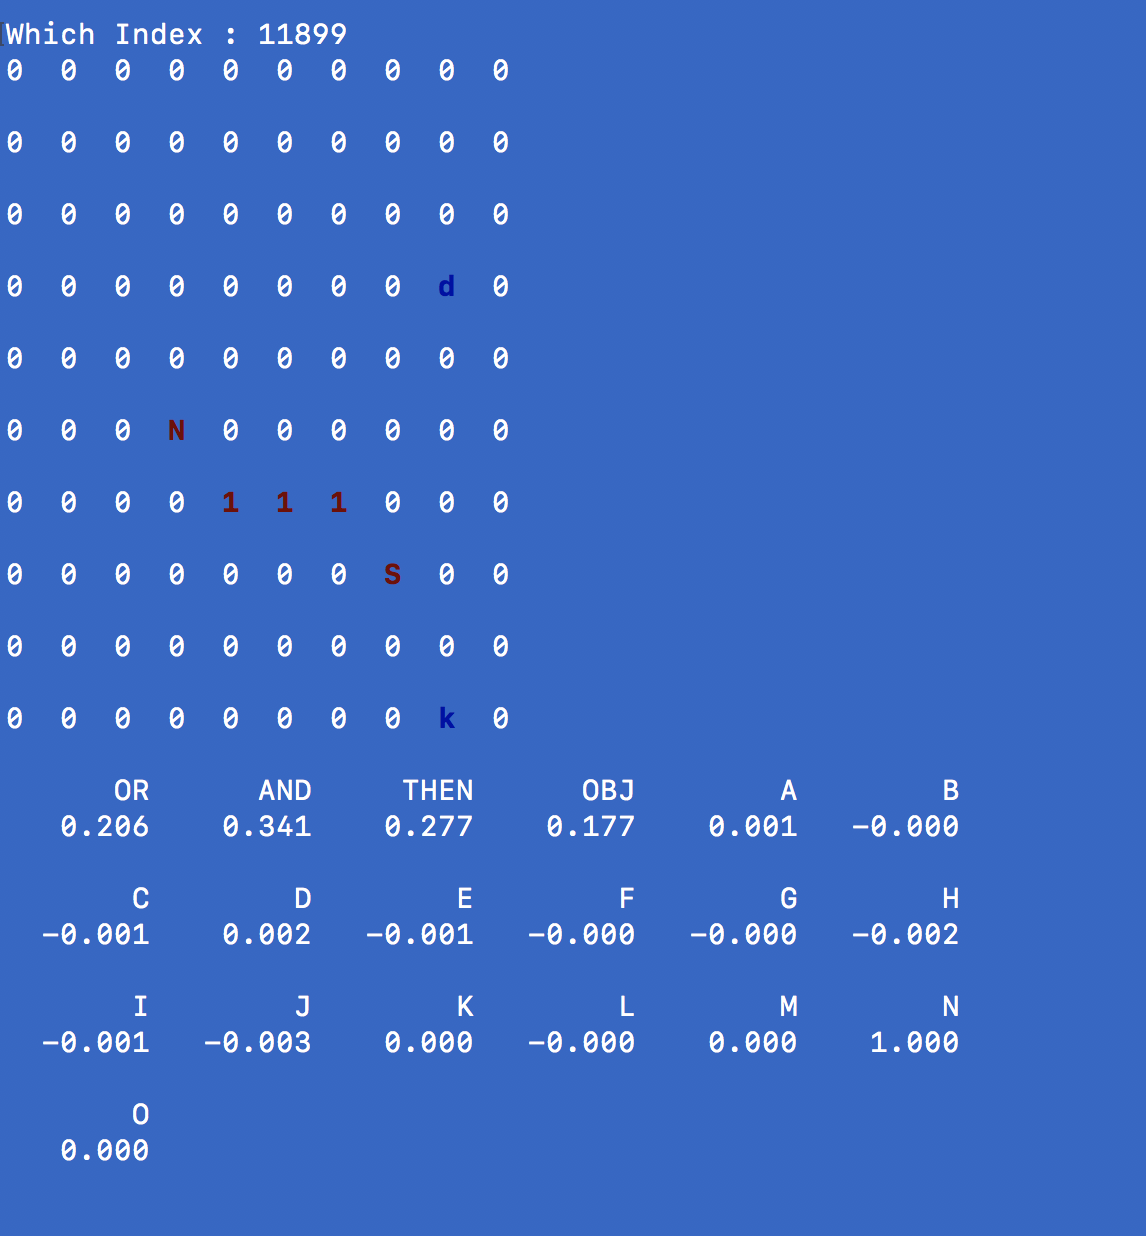 Which Index : 11899
0 0 0 0 0 0 0 0 0 0
0 0 0 0 0 0 0 0 0 0
0 0 0 0 0 0 0 0 0 0
0 0 0 0 0 0 0 0 d 0
0 0 0 0 0 0 0 0 0 0
0 0 0 N 0 0 0 0 0 0
0 0 0 0 1 1 1 0 0 0
0 0 0 0 0 0 0 S 0 0
0 0 0 0 0 0 0 0 0 0
0 0 0 0 0 0 0 0 k 0
OR AND THEN OBJ A B
0.206 0.341 0.277 0.177 0.001 −0.000
C D E F G H
−0.001 0.002 −0.001 −0.000 −0.000 −0.002
I J K L M N
−0.001 −0.003 0.000 −0.000 0.000 1.000
O
0.000